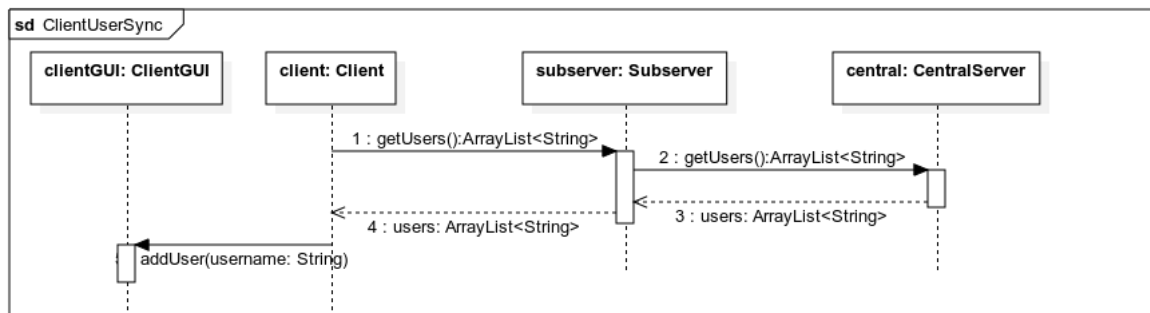 sd ClientUserSync
clientGUI: ClientGUI
client: Client
subserver: Subserver
central: CentralServer
1 : getUsers():ArrayList<String>
2 : getUsers():ArrayList<String>
3 : users: ArrayList<String>
4 : users: ArrayList<String>
addUser(username: String)